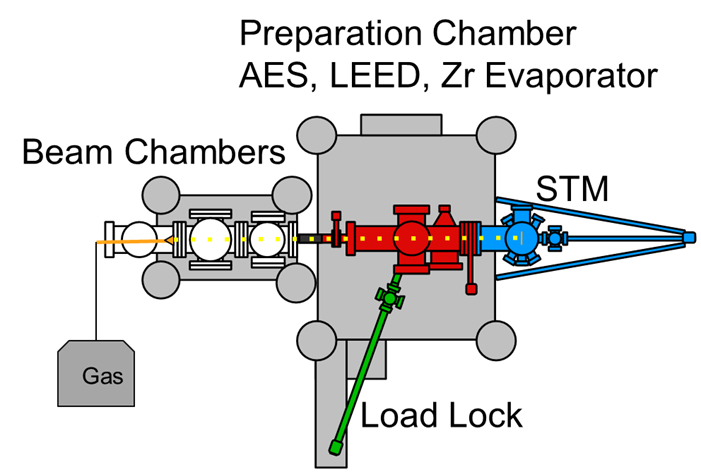 Preparation Chamber
AES, LEED, Zr Evaporator
Beam Chambers
STM
Gas
Load Lock